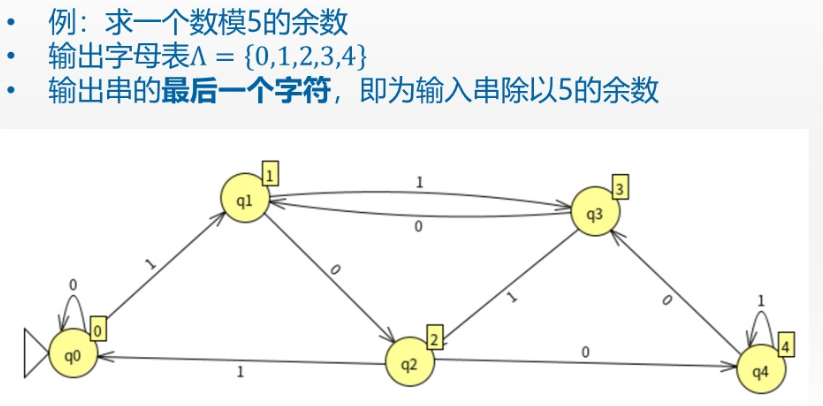 • 例：求一个数模5的余数
• 输出字母表Λ = {0,1,2,3,4}
• 输出串的最后一个字符，即为输入串除以5的余数
1
q1
1
3
q3
0
1
0
1
0
1
0
0
q0
2
q2
4
q4
1
0